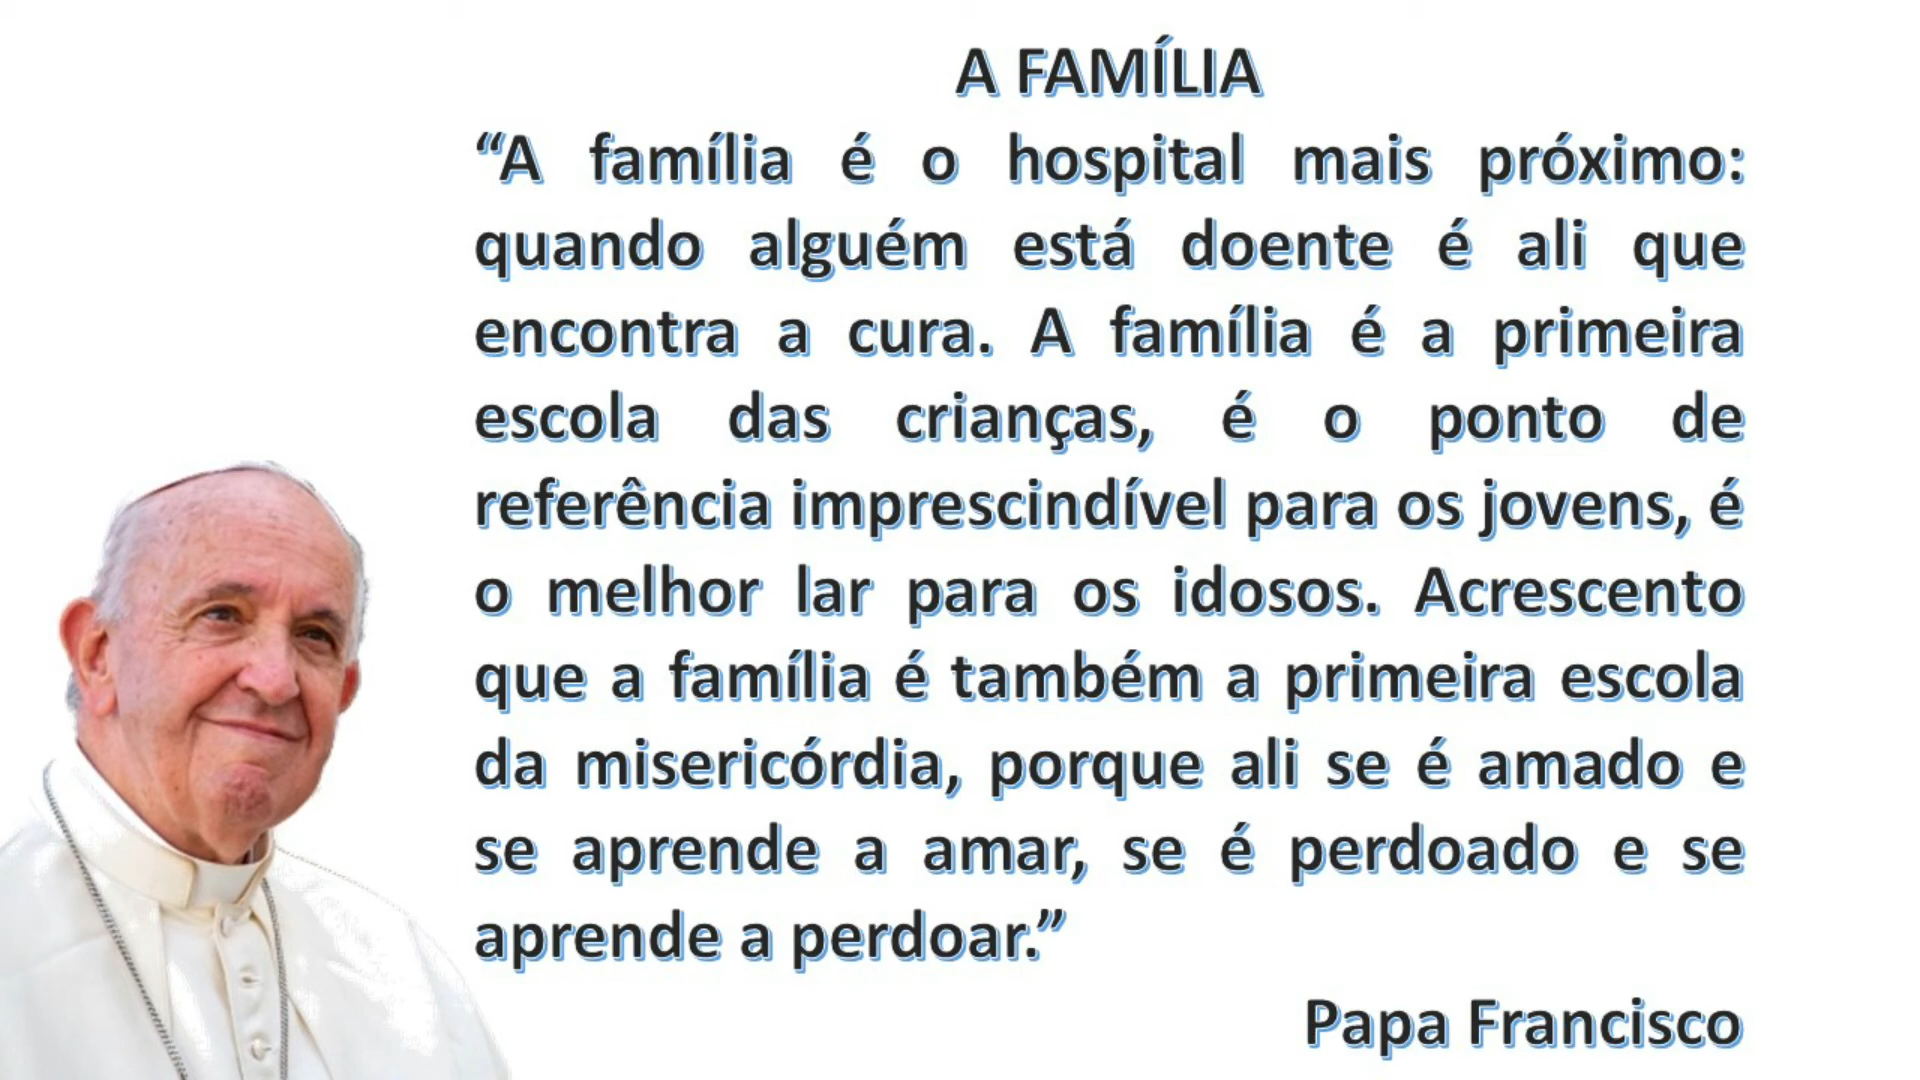 A FAMÍLIA
“A família é o hospital mais próximo:
quando alguém está doente é ali que
encontra a cura. A família é a primeira
escola das crianças, é o ponto de
referência imprescindível para os jovens, é
o melhor lar para os idosos. Acrescento
que a família é também a primeira escola
da misericórdia, porque ali se é amado e
se aprende a amar, se é perdoado e se
aprende a perdoar.”
Papa Francisco